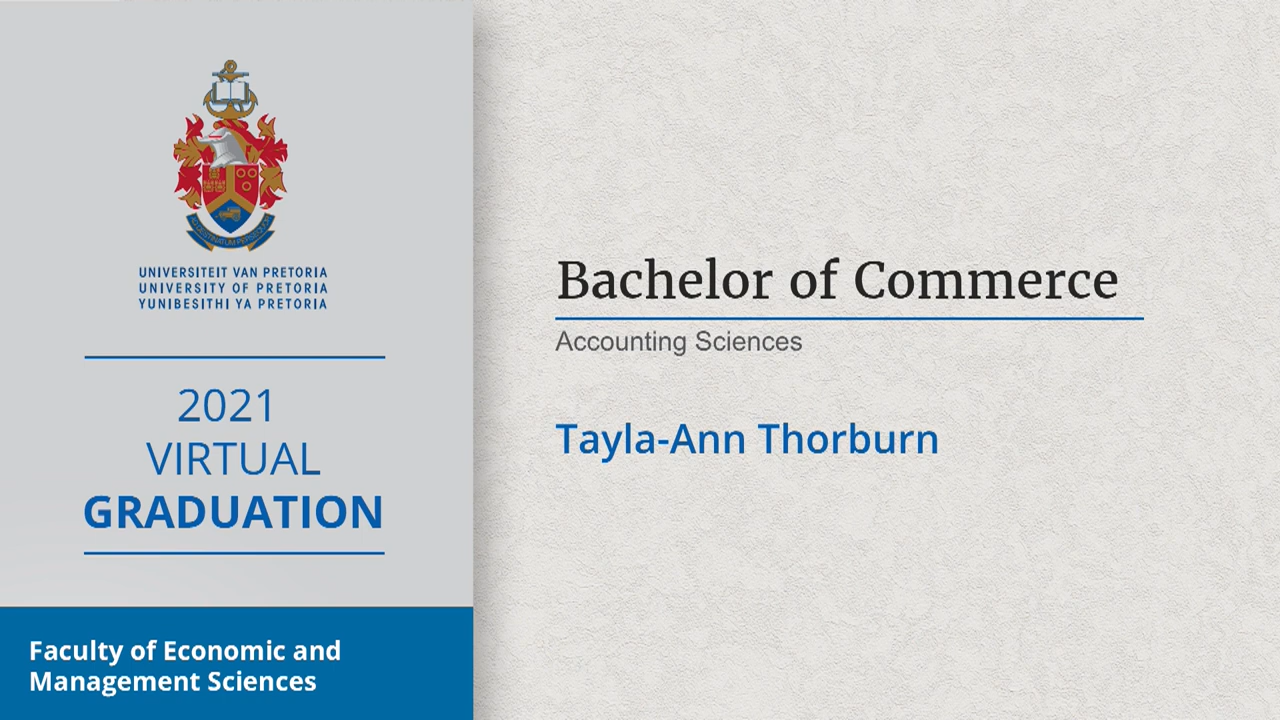 UNIVERSITEIT VAN PRETORIA
UNIVERSITY OF PRETORIA
YUNIBESITHI YA PRETORIA
2021
VIRTUAL
GRADUATION
Faculty of Economic and
Management Sciences
Bachelor of Commerce
Accounting Sciences
Tayla-Ann Thorburn